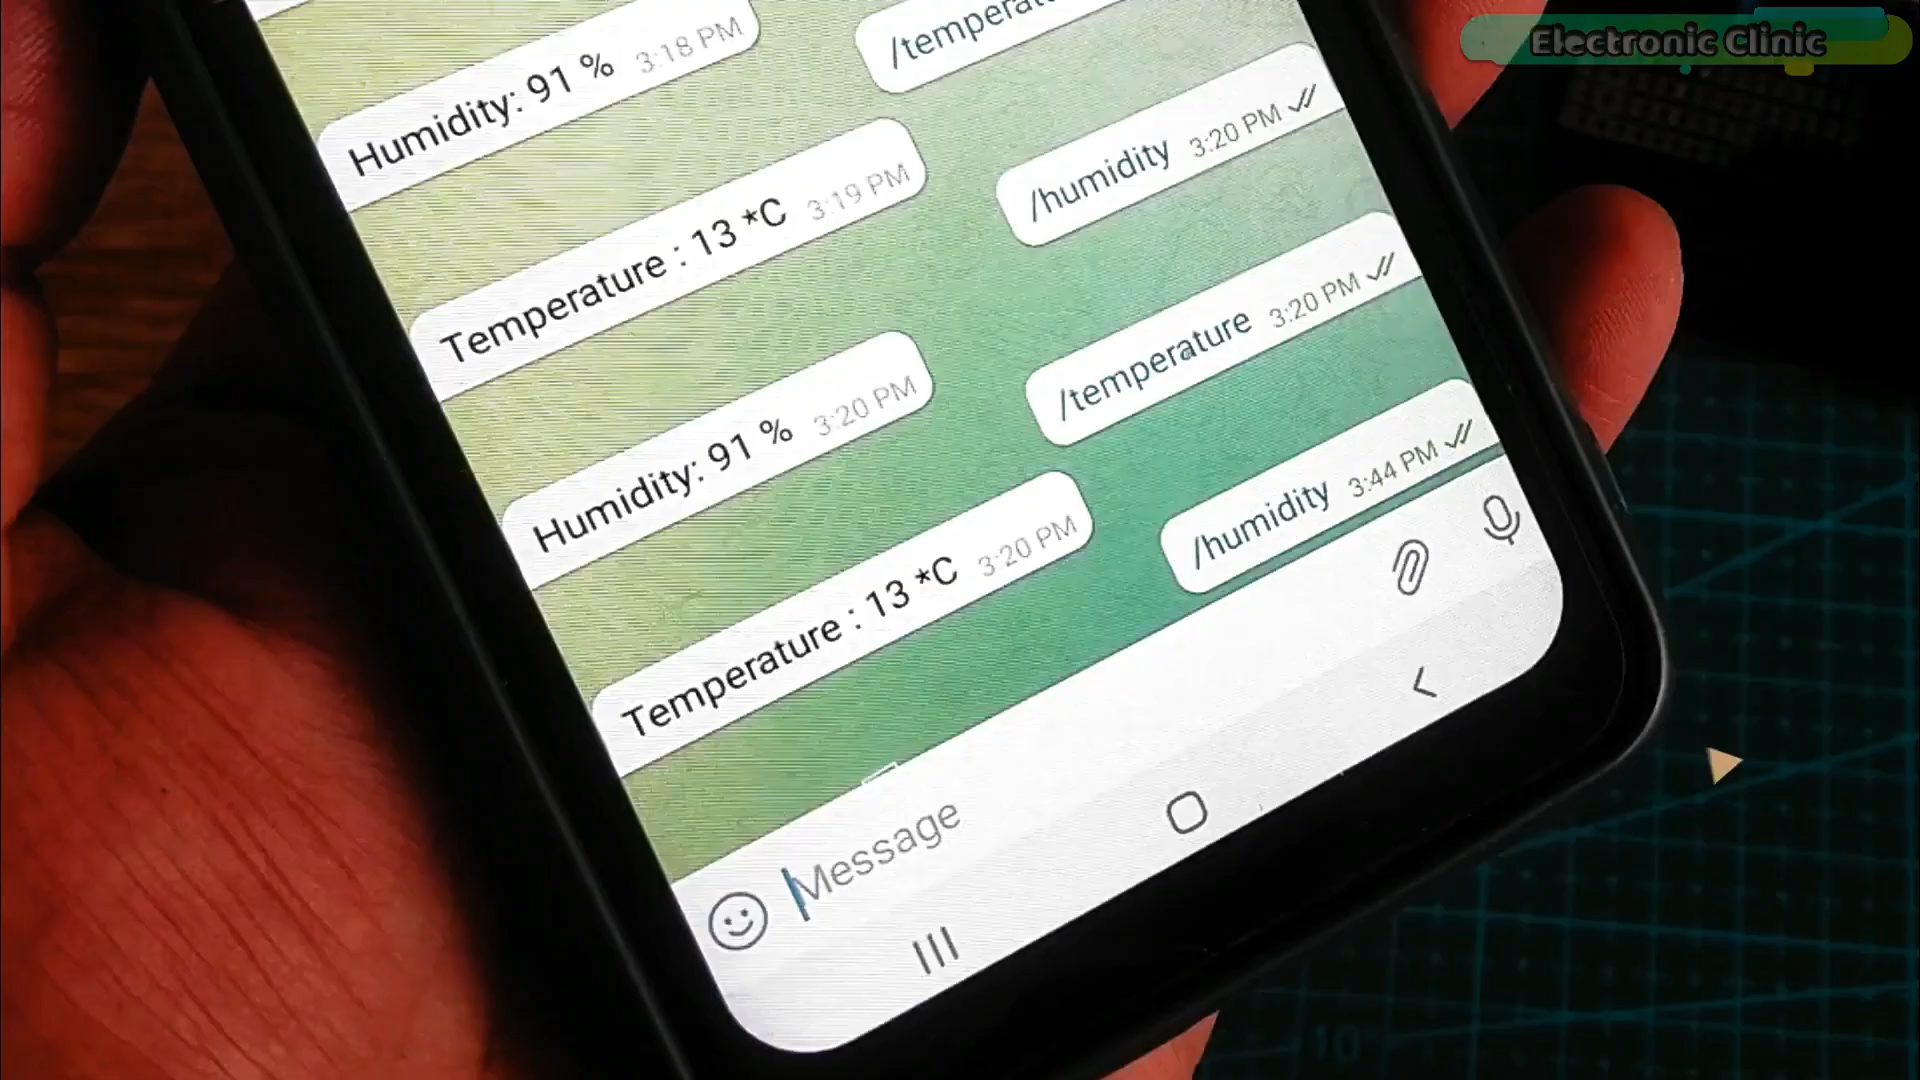 Electronic Clinic
Humidity: 91 % 3:18 PM
Temperature : 13 *C 3:19 PM
/humidity 3:20 PM
Humidity: 91 % 3:20 PM
/temperature 3:20 PM
Temperature : 13 *C 3:20 PM
/humidity 3:44 PM
Message
10